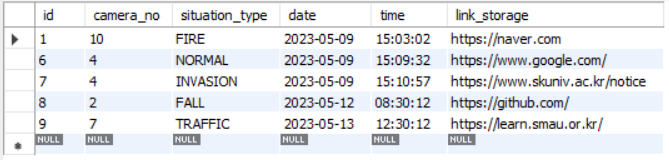 id camera_no situation_type date time link_storage
1 10 FIRE 2023-05-09 15:03:02 https://naver.com
6 4 NORMAL 2023-05-09 15:09:32 https://www.google.com/
7 4 INVASION 2023-05-09 15:10:57 https://www.skuniv.ac.kr/notice
8 2 FALL 2023-05-12 08:30:12 https://github.com/
9 7 TRAFFIC 2023-05-13 12:30:12 https://learn.smau.or.kr/
NULL NULL NULL NULL NULL NULL